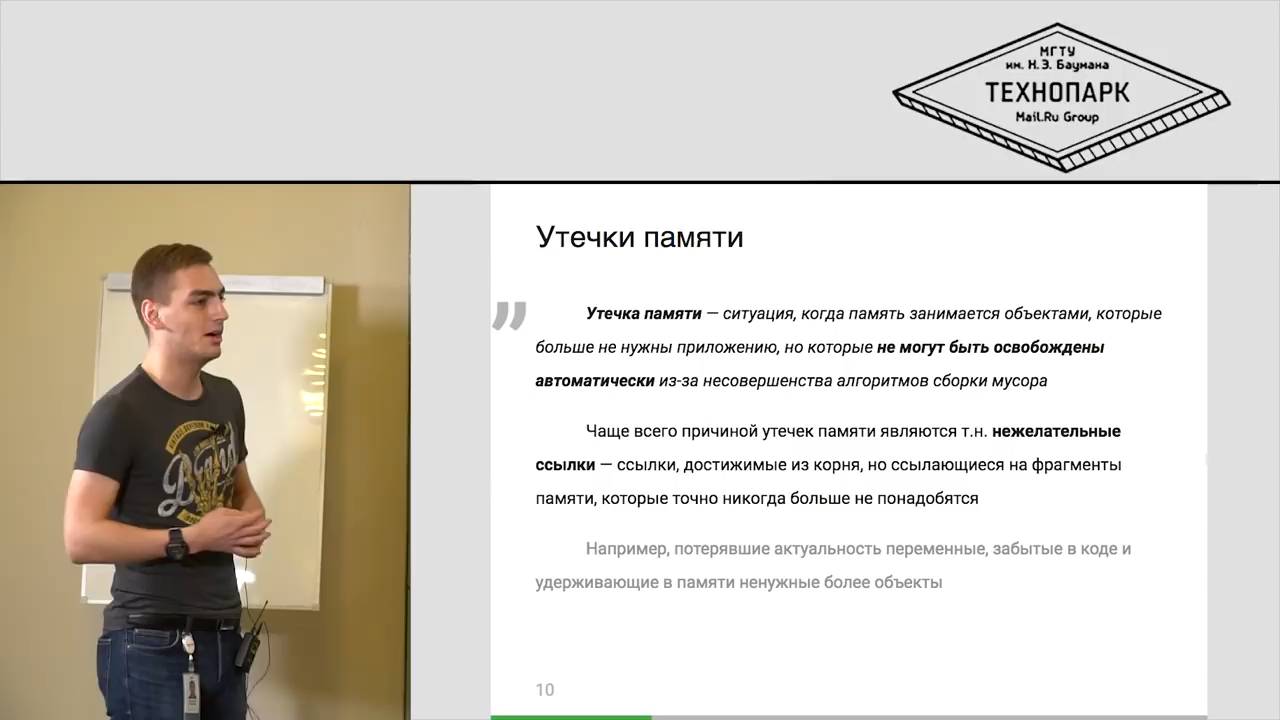 МГТУ
им. Н.Э. Баумана
ТЕХНОПАРК
Mail.Ru Group
Утечки памяти
”
Утечка памяти — ситуация, когда память занимается объектами, которые
больше не нужны приложению, но которые не могут быть освобождены
автоматически из-за несовершенства алгоритмов сборки мусора
Чаще всего причиной утечек памяти являются т.н. нежелательные
ссылки — ссылки, достижимые из корня, но ссылающиеся на фрагменты
памяти, которые точно никогда больше не понадобятся
Например, потерявшие актуальность переменные, забытые в коде и
удерживающие в памяти ненужные более объекты
10